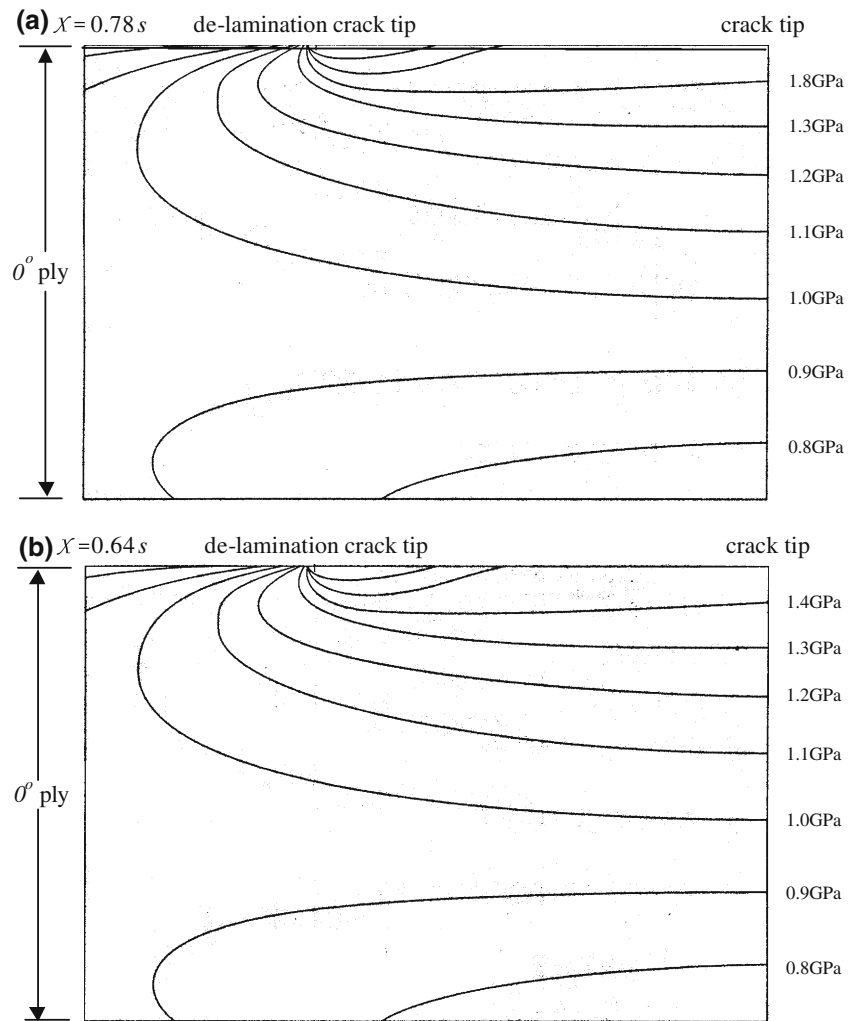 (a) χ = 0.78 s de-lamination crack tip crack tip
1.8GPa
1.3GPa
1.2GPa
1.1GPa
0° ply
1.0GPa
0.9GPa
0.8GPa
(b) χ = 0.64 s de-lamination crack tip crack tip
1.4GPa
1.3GPa
1.2GPa
1.1GPa
0° ply
1.0GPa
0.9GPa
0.8GPa